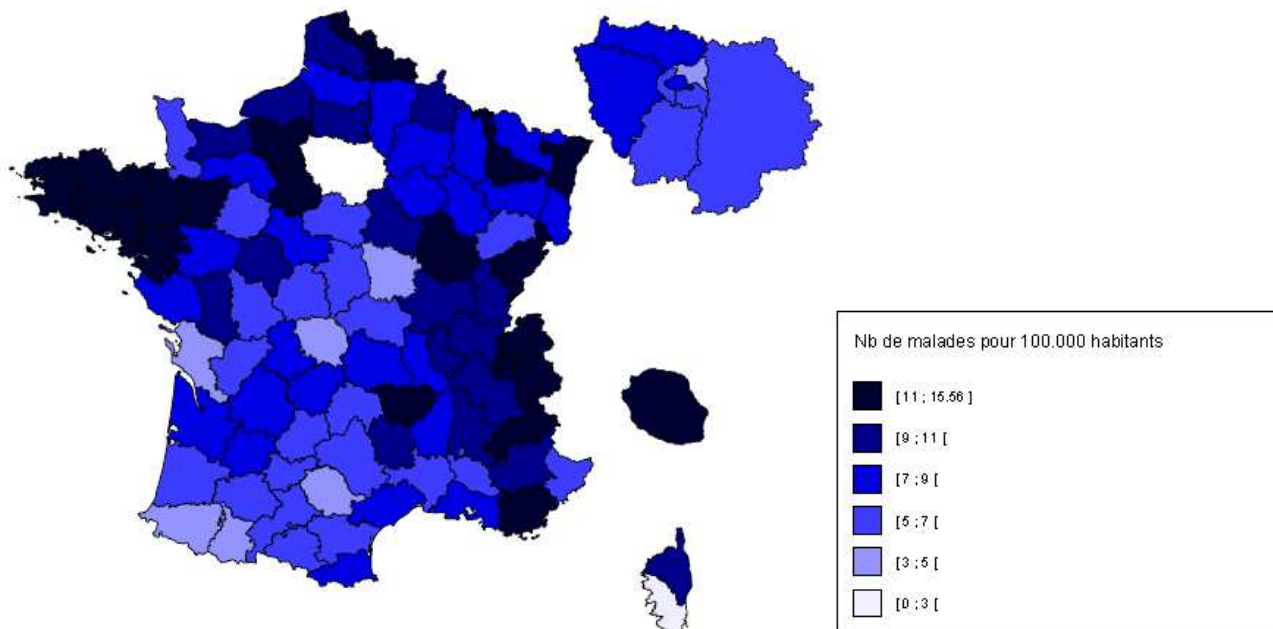 Nb de malades pour 100.000 habitants
[11 ; 15.56 ]
[9 ; 11 [
[7 ; 9 [
[5 ; 7 [
[3 ; 5 [
[0 ; 3 [